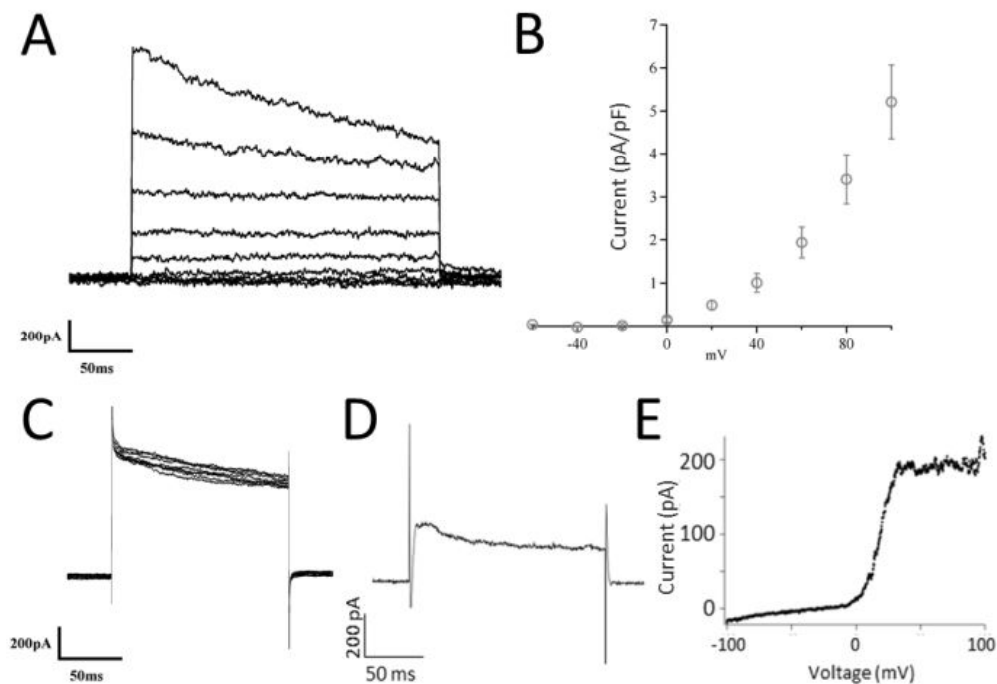 A
200pA
50ms
B
7
6
5
4
3
2
1
Current (pA/pF)
-40
0
40
80
mV
C
200pA
50ms
D
200 pA
50 ms
E
200
100
0
Current (pA)
-100
0
100
Voltage (mV)